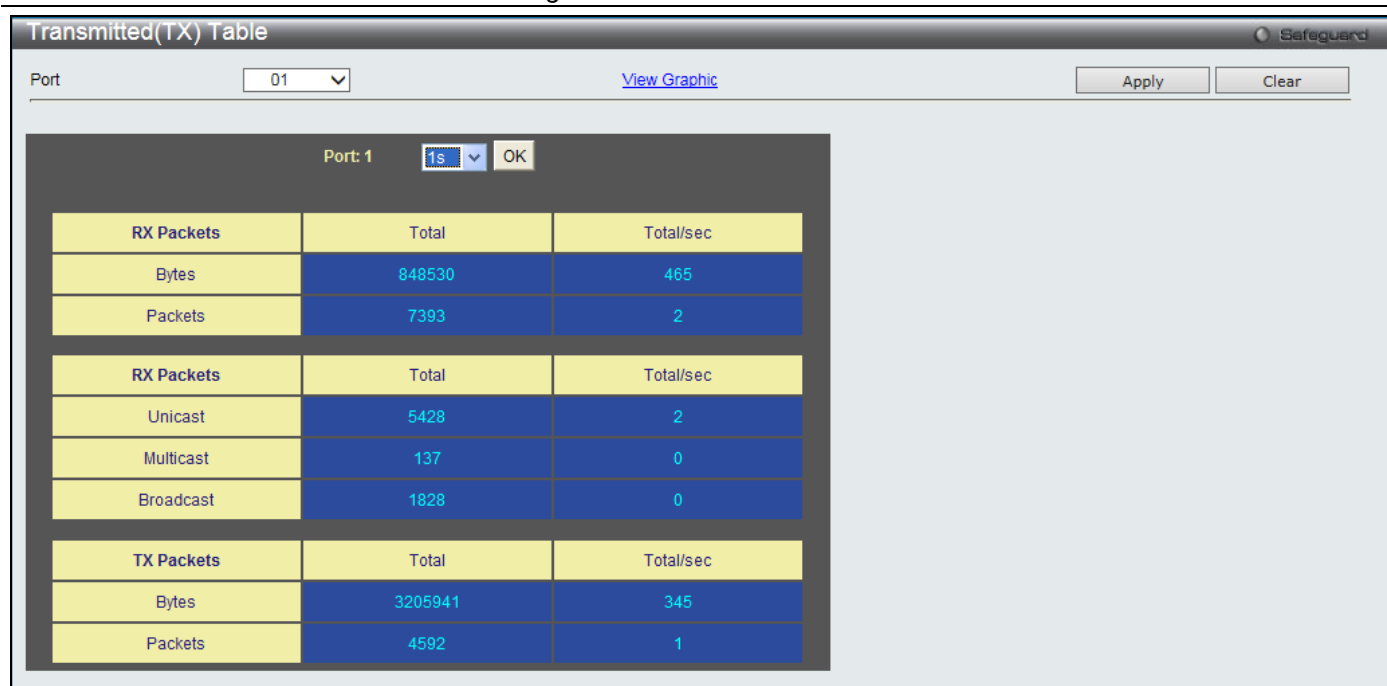 Transmitted(TX) Table Safeguard
Port 01 View Graphic Apply Clear
Port: 1 1s OK
RX Packets Total Total/sec
Bytes 848530 465
Packets 7393 2
RX Packets Total Total/sec
Unicast 5428 2
Multicast 137 0
Broadcast 1828 0
TX Packets Total Total/sec
Bytes 3205941 345
Packets 4592 1